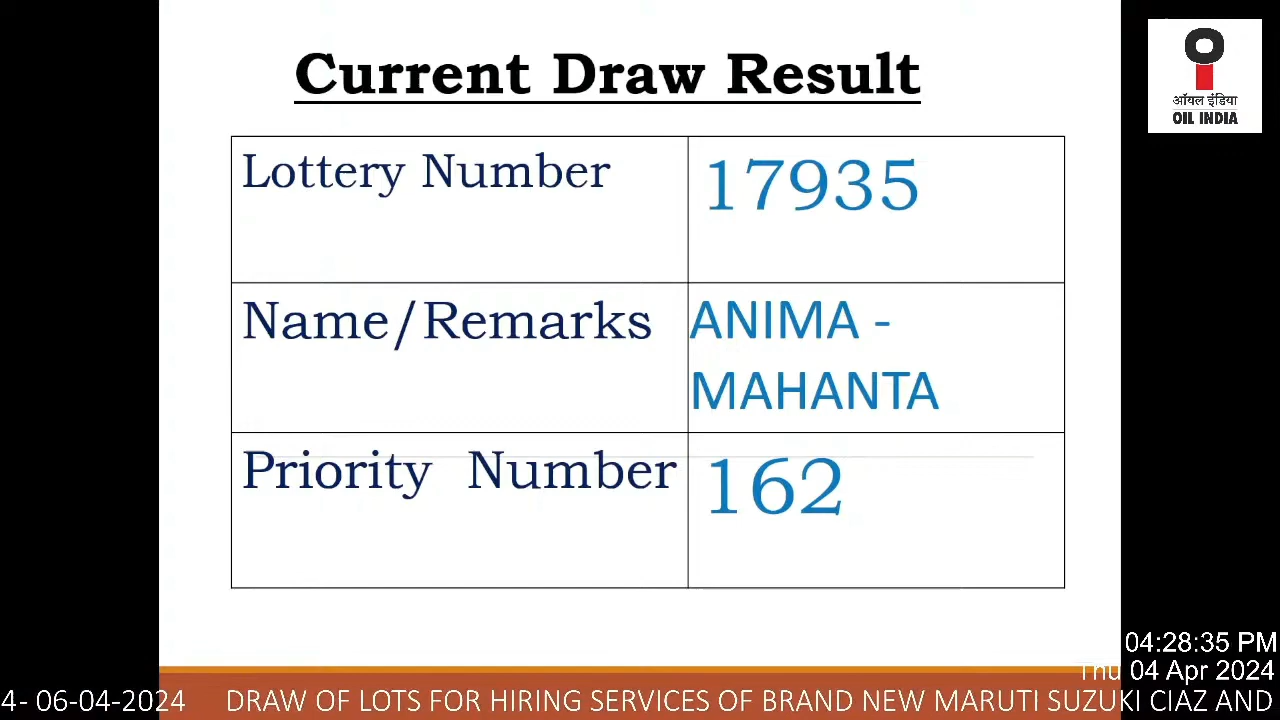 Current Draw Result
ऑयल इंडिया
OIL INDIA
Lottery Number 17935
Name/Remarks ANIMA -
MAHANTA
Priority Number 162
04:28:35 PM
Thu 04 Apr 2024
4- 06-04-2024 DRAW OF LOTS FOR HIRING SERVICES OF BRAND NEW MARUTI SUZUKI CIAZ AND